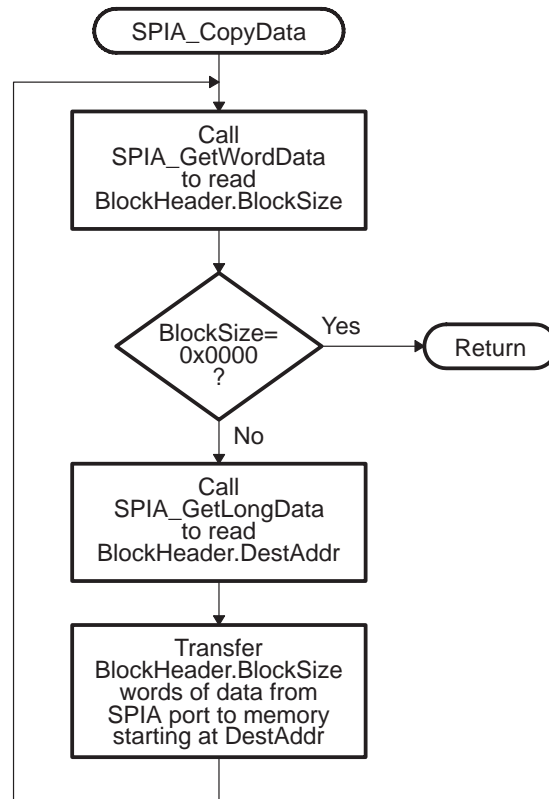 SPIA_CopyData
Call
SPIA_GetWordData
to read
BlockHeader.BlockSize
BlockSize=
0x0000
?
Yes
Return
No
Call
SPIA_GetLongData
to read
BlockHeader.DestAddr
Transfer
BlockHeader.BlockSize
words of data from
SPIA port to memory
starting at DestAddr